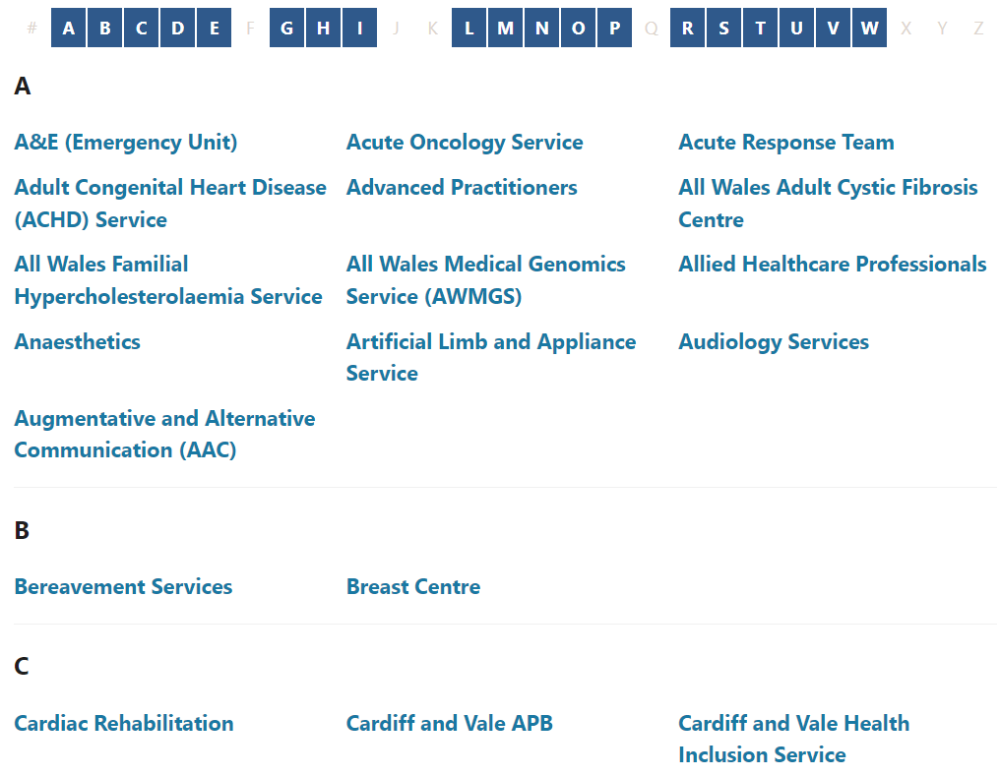 # A B C D E F G H I J K L M N O P Q R S T U V W X Y Z
A
A&E (Emergency Unit)
Acute Oncology Service
Acute Response Team
Adult Congenital Heart Disease
(ACHD) Service
Advanced Practitioners
All Wales Adult Cystic Fibrosis
Centre
All Wales Familial
Hypercholesterolaemia Service
All Wales Medical Genomics
Service (AWMGS)
Allied Healthcare Professionals
Anaesthetics
Artificial Limb and Appliance
Service
Audiology Services
Augmentative and Alternative
Communication (AAC)
B
Bereavement Services
Breast Centre
C
Cardiac Rehabilitation
Cardiff and Vale APB
Cardiff and Vale Health
Inclusion Service